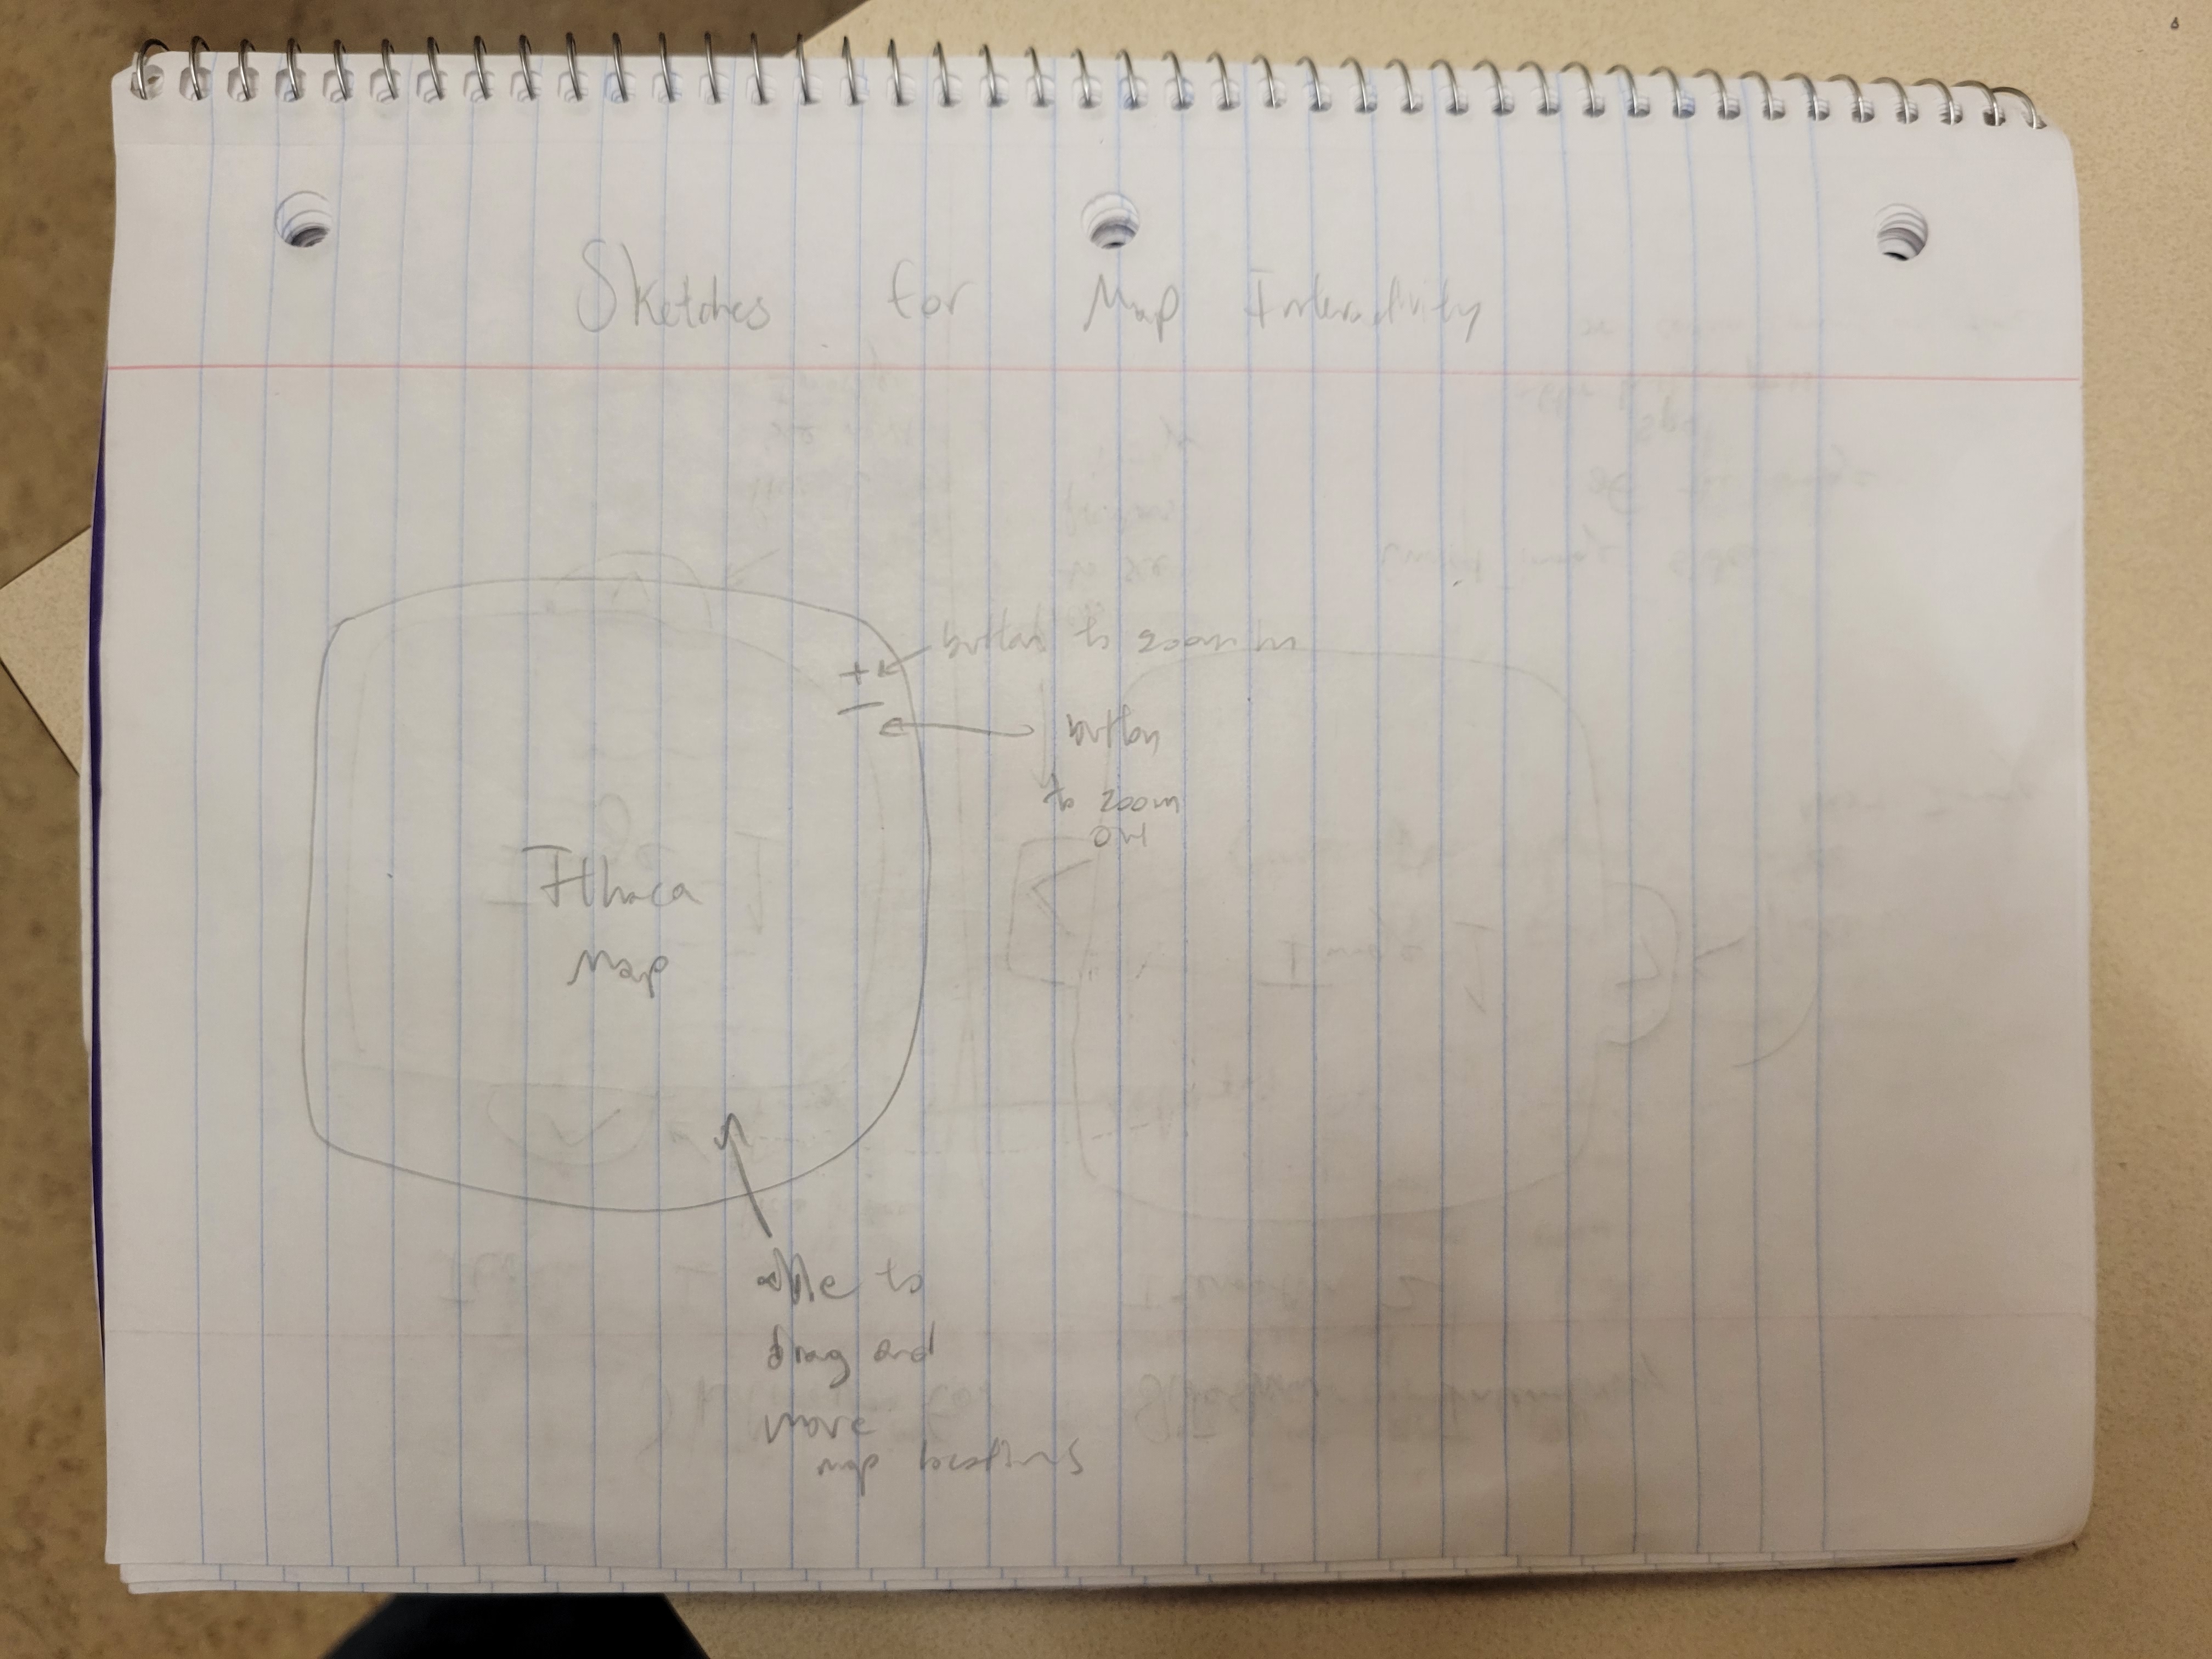 Sketches for Map Interactivity
button to zoom in
+
-
button
to zoom
out
Ithaca
Map
able to
drag and
move
map locations